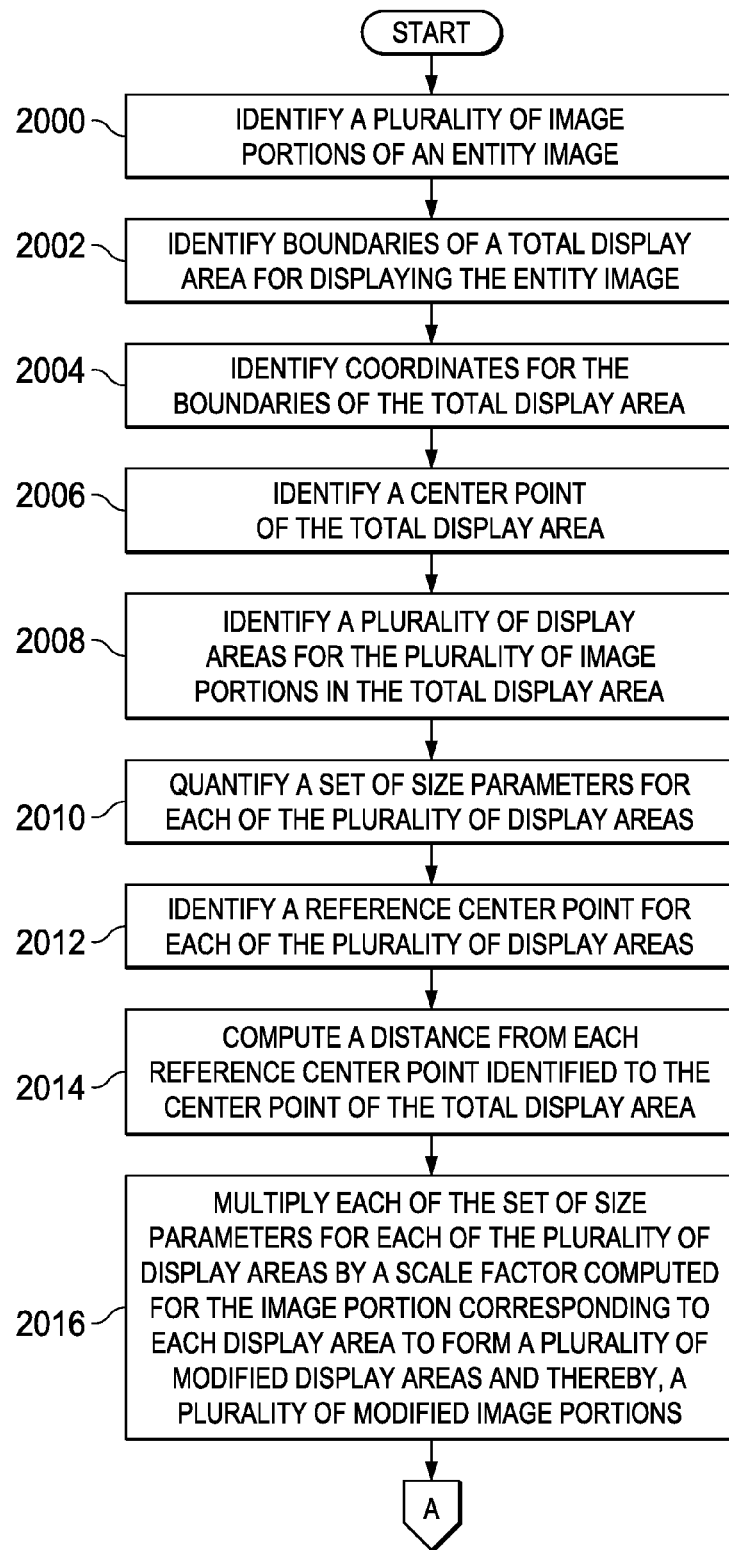 START
2000
IDENTIFY A PLURALITY OF IMAGE
PORTIONS OF AN ENTITY IMAGE
2002
IDENTIFY BOUNDARIES OF A TOTAL DISPLAY
AREA FOR DISPLAYING THE ENTITY IMAGE
2004
IDENTIFY COORDINATES FOR THE
BOUNDARIES OF THE TOTAL DISPLAY AREA
2006
IDENTIFY A CENTER POINT
OF THE TOTAL DISPLAY AREA
2008
IDENTIFY A PLURALITY OF DISPLAY
AREAS FOR THE PLURALITY OF IMAGE
PORTIONS IN THE TOTAL DISPLAY AREA
2010
QUANTIFY A SET OF SIZE PARAMETERS FOR
EACH OF THE PLURALITY OF DISPLAY AREAS
2012
IDENTIFY A REFERENCE CENTER POINT FOR
EACH OF THE PLURALITY OF DISPLAY AREAS
2014
COMPUTE A DISTANCE FROM EACH
REFERENCE CENTER POINT IDENTIFIED TO THE
CENTER POINT OF THE TOTAL DISPLAY AREA
2016
MULTIPLY EACH OF THE SET OF SIZE
PARAMETERS FOR EACH OF THE PLURALITY OF
DISPLAY AREAS BY A SCALE FACTOR COMPUTED
FOR THE IMAGE PORTION CORRESPONDING TO
EACH DISPLAY AREA TO FORM A PLURALITY OF
MODIFIED DISPLAY AREAS AND THEREBY, A
PLURALITY OF MODIFIED IMAGE PORTIONS
A